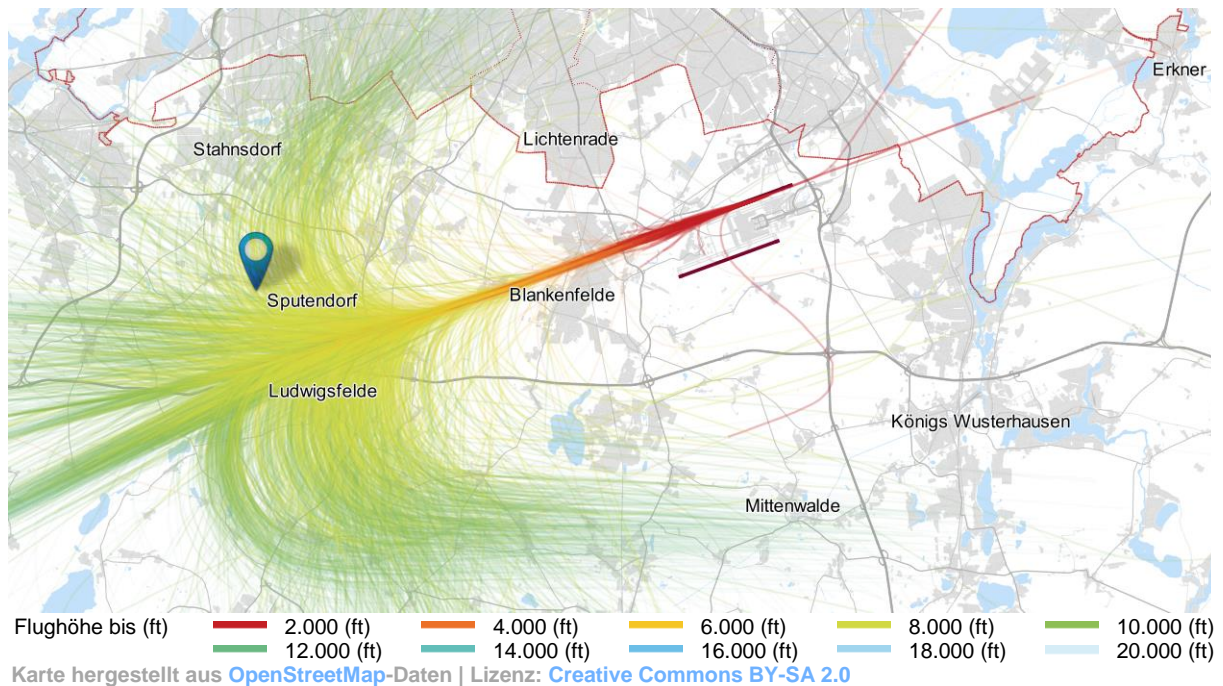 Erkner
Lichtenrade
Stahnsdorf
Blankenfelde
Sputendorf
Ludwigsfelde
Königs Wusterhausen
Mittenwalde
Flughöhe bis (ft) 2.000 (ft) 4.000 (ft) 6.000 (ft) 8.000 (ft) 10.000 (ft)
12.000 (ft) 14.000 (ft) 16.000 (ft) 18.000 (ft) 20.000 (ft)
Karte hergestellt aus OpenStreetMap-Daten | Lizenz: Creative Commons BY-SA 2.0